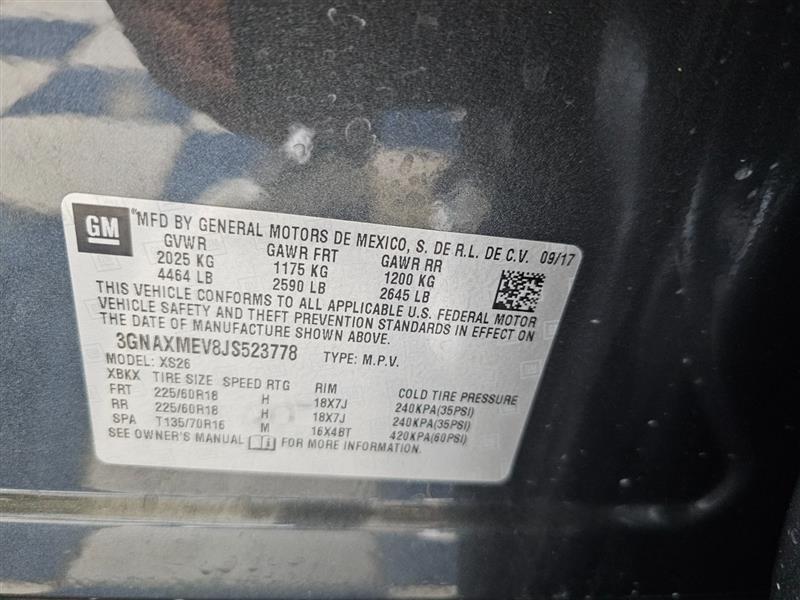 GM ®MFD BY GENERAL MOTORS DE MEXICO, S. DE R.L. DE C.V. 09/17
GVWR GAWR FRT GAWR RR
2025 KG 1175 KG 1200 KG
4464 LB 2590 LB 2645 LB
THIS VEHICLE CONFORMS TO ALL APPLICABLE U.S. FEDERAL MOTOR
VEHICLE SAFETY AND THEFT PREVENTION STANDARDS IN EFFECT ON
THE DATE OF MANUFACTURE SHOWN ABOVE.
3GNAXMEV8JS523778 TYPE: M.P.V.
MODEL: XS26
XBKX TIRE SIZE SPEED RTG RIM COLD TIRE PRESSURE
FRT 225/60R18 H 18X7J 240KPA(35PSI)
RR 225/60R18 H 18X7J 240KPA(35PSI)
SPA T135/70R16 M 16X4BT 420KPA(60PSI)
SEE OWNER'S MANUAL FOR MORE INFORMATION.